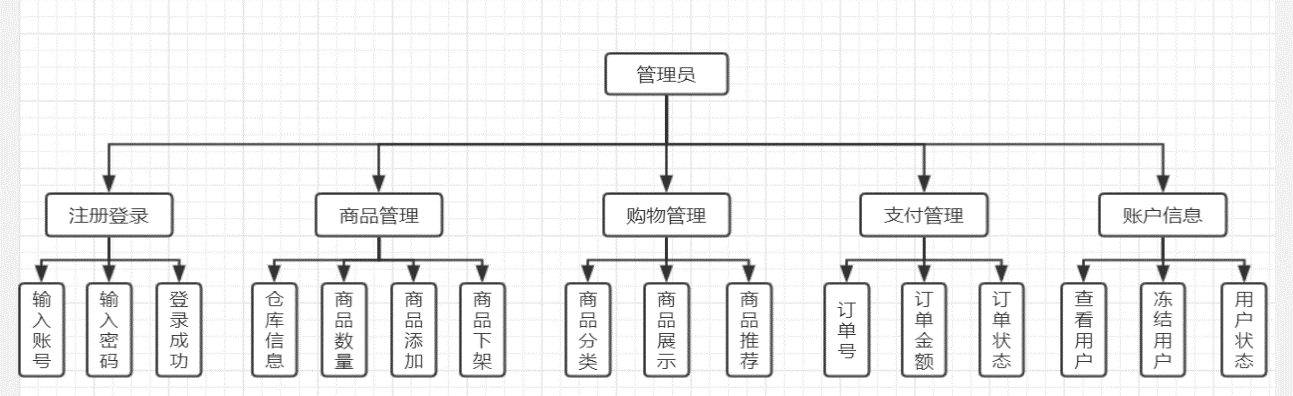 管理员
注册登录
商品管理
购物管理
支付管理
账户信息
输入账号
输入密码
登录成功
仓库信息
商品数量
商品添加
商品下架
商品分类
商品展示
商品推荐
订单号
订单金额
订单状态
查看用户
冻结用户
用户状态